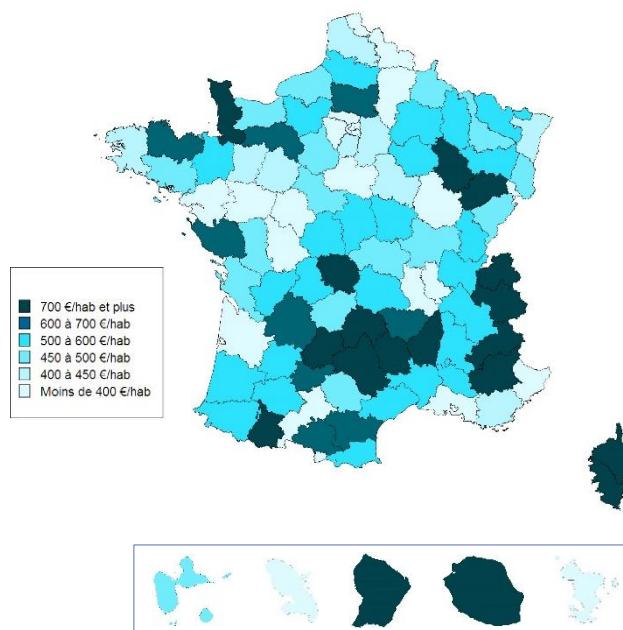 700 €/hab et plus
600 à 700 €/hab
500 à 600 €/hab
450 à 500 €/hab
400 à 450 €/hab
Moins de 400 €/hab